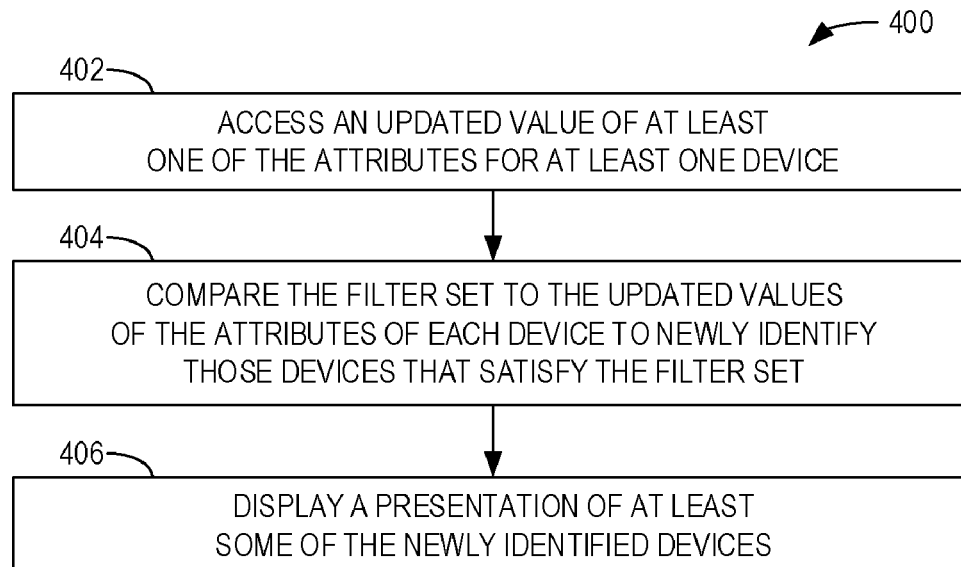 400
402
ACCESS AN UPDATED VALUE OF AT LEAST
ONE OF THE ATTRIBUTES FOR AT LEAST ONE DEVICE
404
COMPARE THE FILTER SET TO THE UPDATED VALUES
OF THE ATTRIBUTES OF EACH DEVICE TO NEWLY IDENTIFY
THOSE DEVICES THAT SATISFY THE FILTER SET
406
DISPLAY A PRESENTATION OF AT LEAST
SOME OF THE NEWLY IDENTIFIED DEVICES